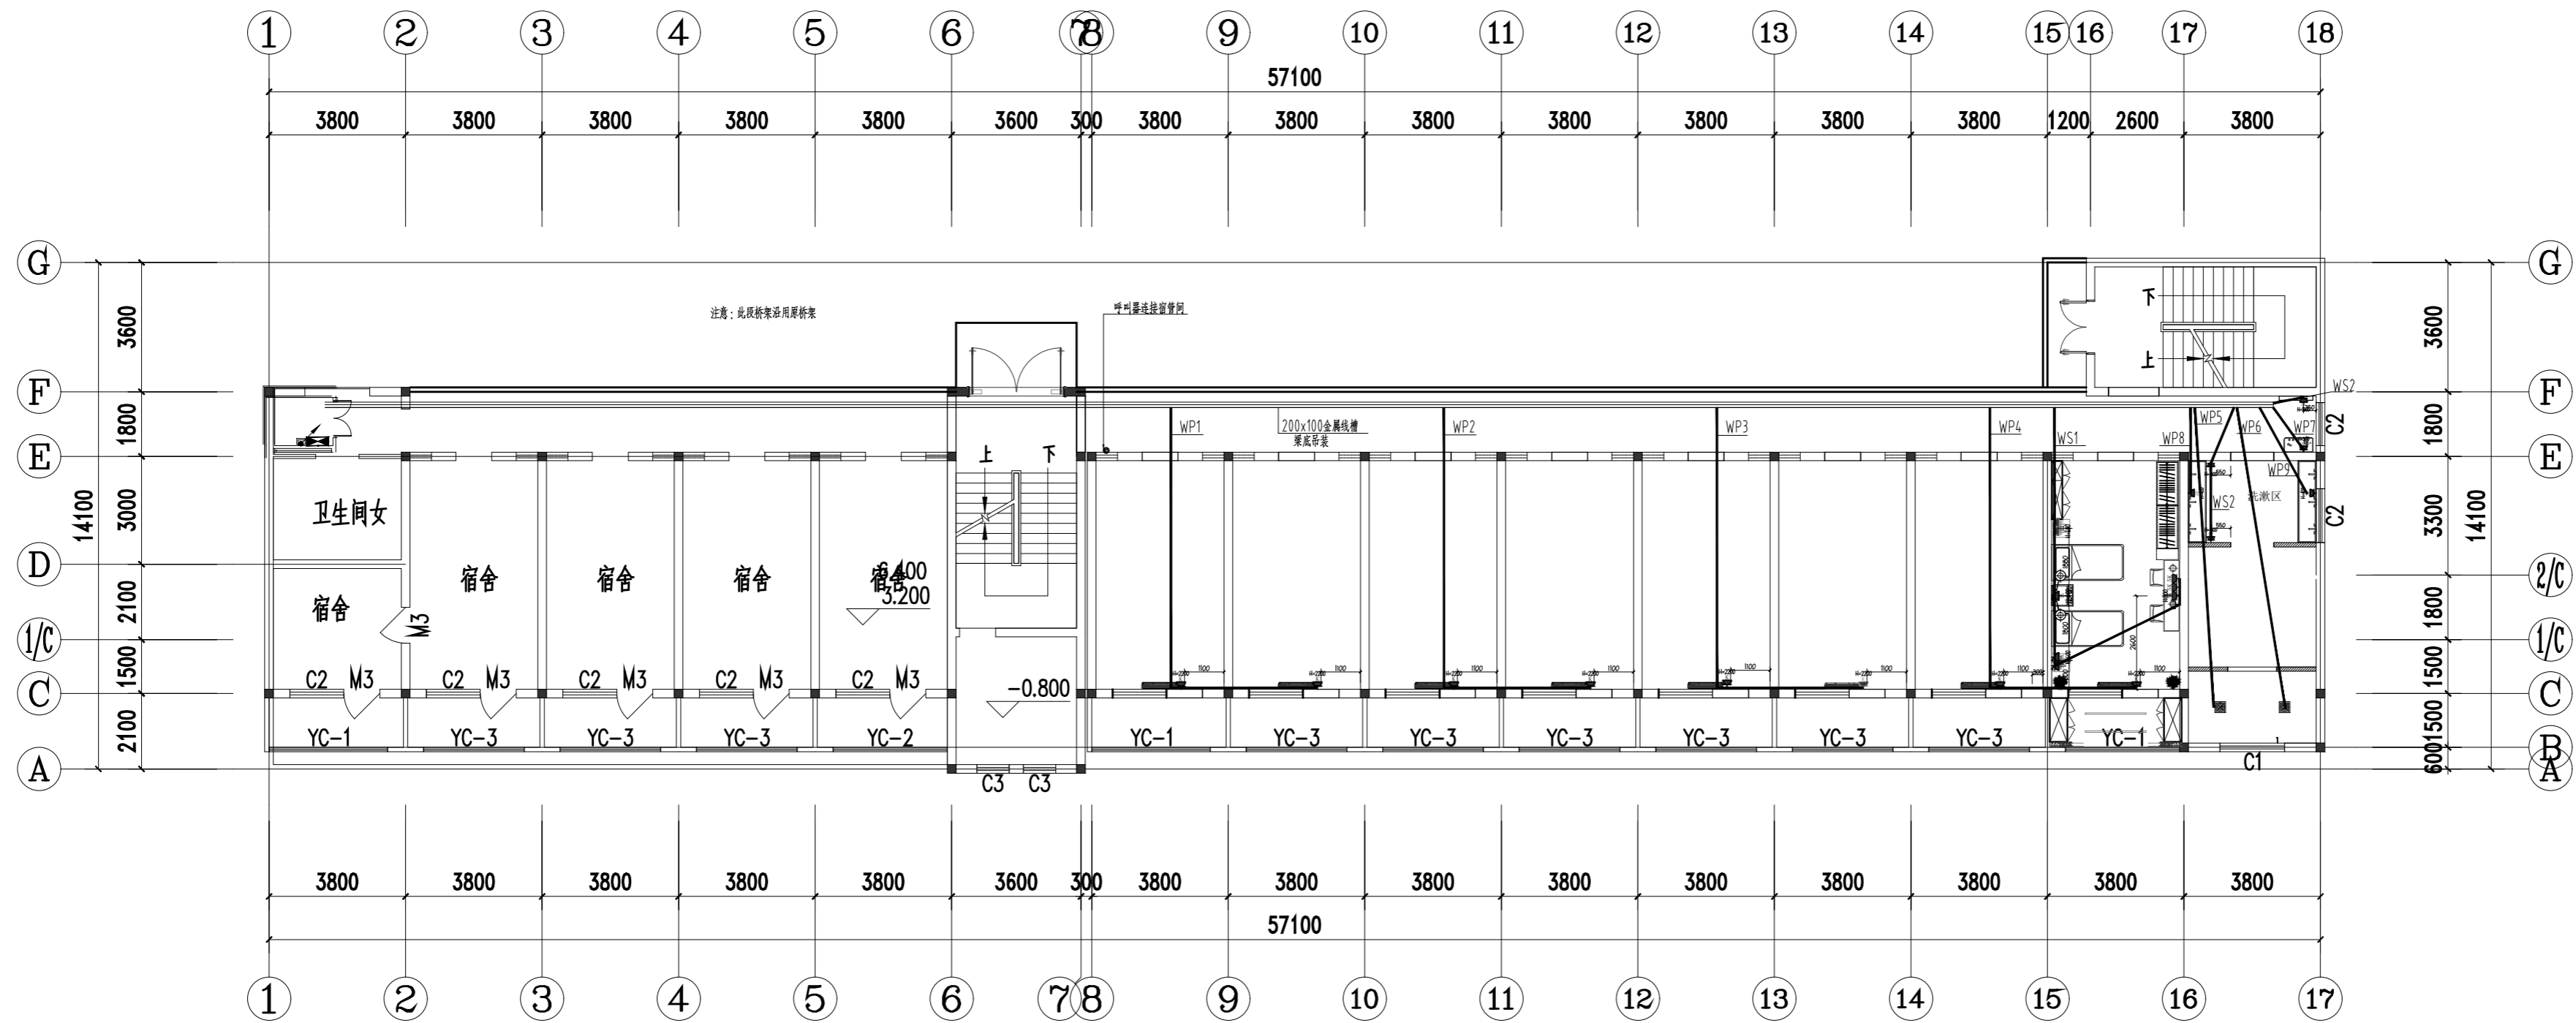 1 2 3 4 5 6 7 8 9 10 11 12 13 14 15 16 17 18
57100
3800 3800 3800 3800 3800 3600 300 3800 3800 3800 3800 3800 3800 3800 1200 2600 3800
G G
3600 下 3600
注意：此段桥架沿用原桥架 呼叫器连接宿管间
上
F F
WS2
1800 WP1 200x100金属线槽 WP2 WP3 WP4 WS1 WP8 WP5 WP6 WP7 C2 1800
梁底吊装
E 上 下 E
WP9
14100 3000 卫生间女 WS2 洗漱区 C2 3300 14100
D 2/C
宿舍 宿舍 宿舍 宿舍 6.400
3.200
2100 宿舍 M3 1800
1/C 1/C
2600
1500 C2 M3 C2 M3 C2 M3 C2 M3 C2 M3 1100 1100 1100 1100 1100 1100 1100 1100 1500
-0.800
C C
2100 YC-1 YC-3 YC-3 YC-3 YC-2 YC-1 YC-3 YC-3 YC-3 YC-3 YC-3 YC-3 YC-1 1500
B
C1 600
A C3 C3 A
3800 3800 3800 3800 3800 3600 300 3800 3800 3800 3800 3800 3800 3800 3800 3800
57100
1 2 3 4 5 6 7 8 9 10 11 12 13 14 15 16 17